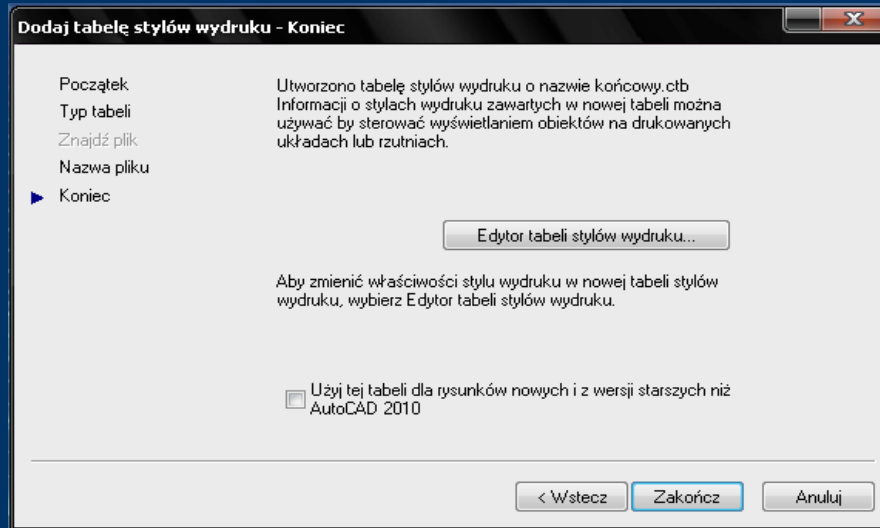 Dodaj tabelę stylów wydruku - Koniec
Początek
Typ tabeli
Znajdź plik
Nazwa pliku
Koniec
Utworzono tabelę stylów wydruku o nazwie końcowy.ctb
Informacji o stylach wydruku zawartych w nowej tabeli można
używać by sterować wyświetlaniem obiektów na drukowanych
układach lub rzutniach.
Edytor tabeli stylów wydruku...
Aby zmienić właściwości stylu wydruku w nowej tabeli stylów
wydruku, wybierz Edytor tabeli stylów wydruku.
Użyj tej tabeli dla rysunków nowych i z wersji starszych niż
AutoCAD 2010
< Wstecz
Zakończ
Anuluj